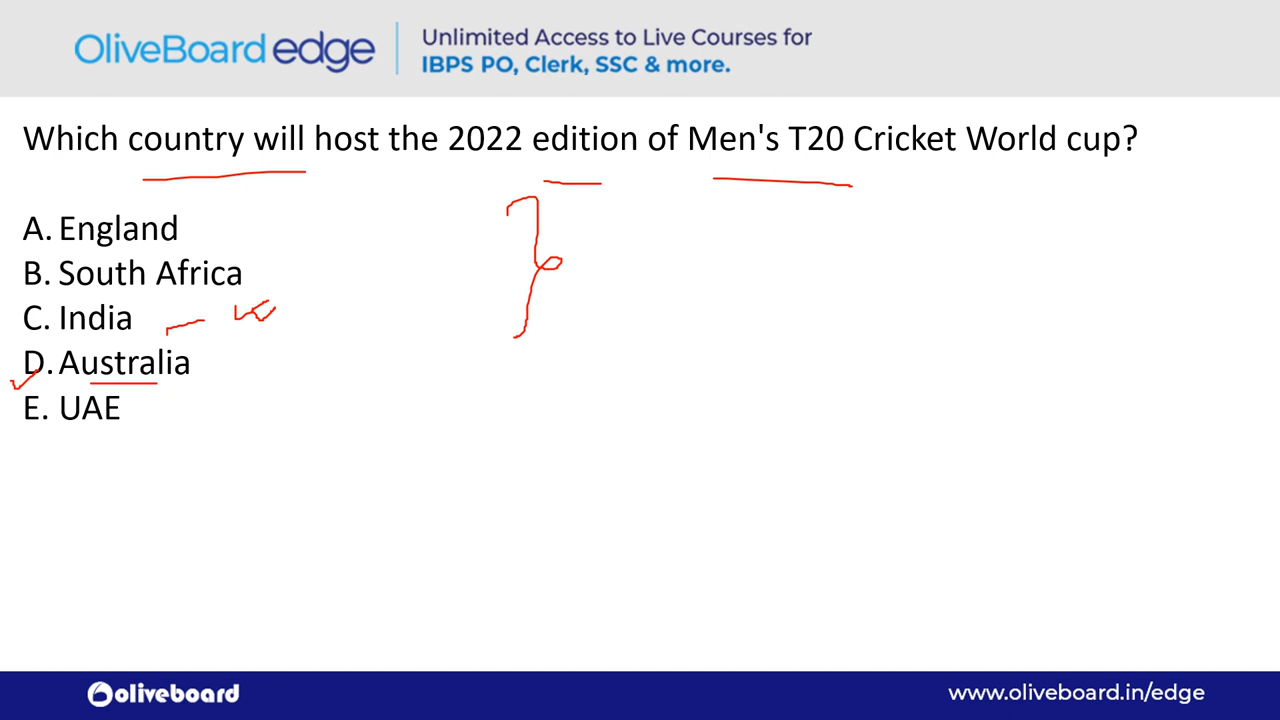 OliveBoard edge
Unlimited Access to Live Courses for
IBPS PO, Clerk, SSC & more.
Which country will host the 2022 edition of Men's T20 Cricket World cup?
A. England
B. South Africa
C. India
D. Australia
E. UAE
oliveboard
www.oliveboard.in/edge